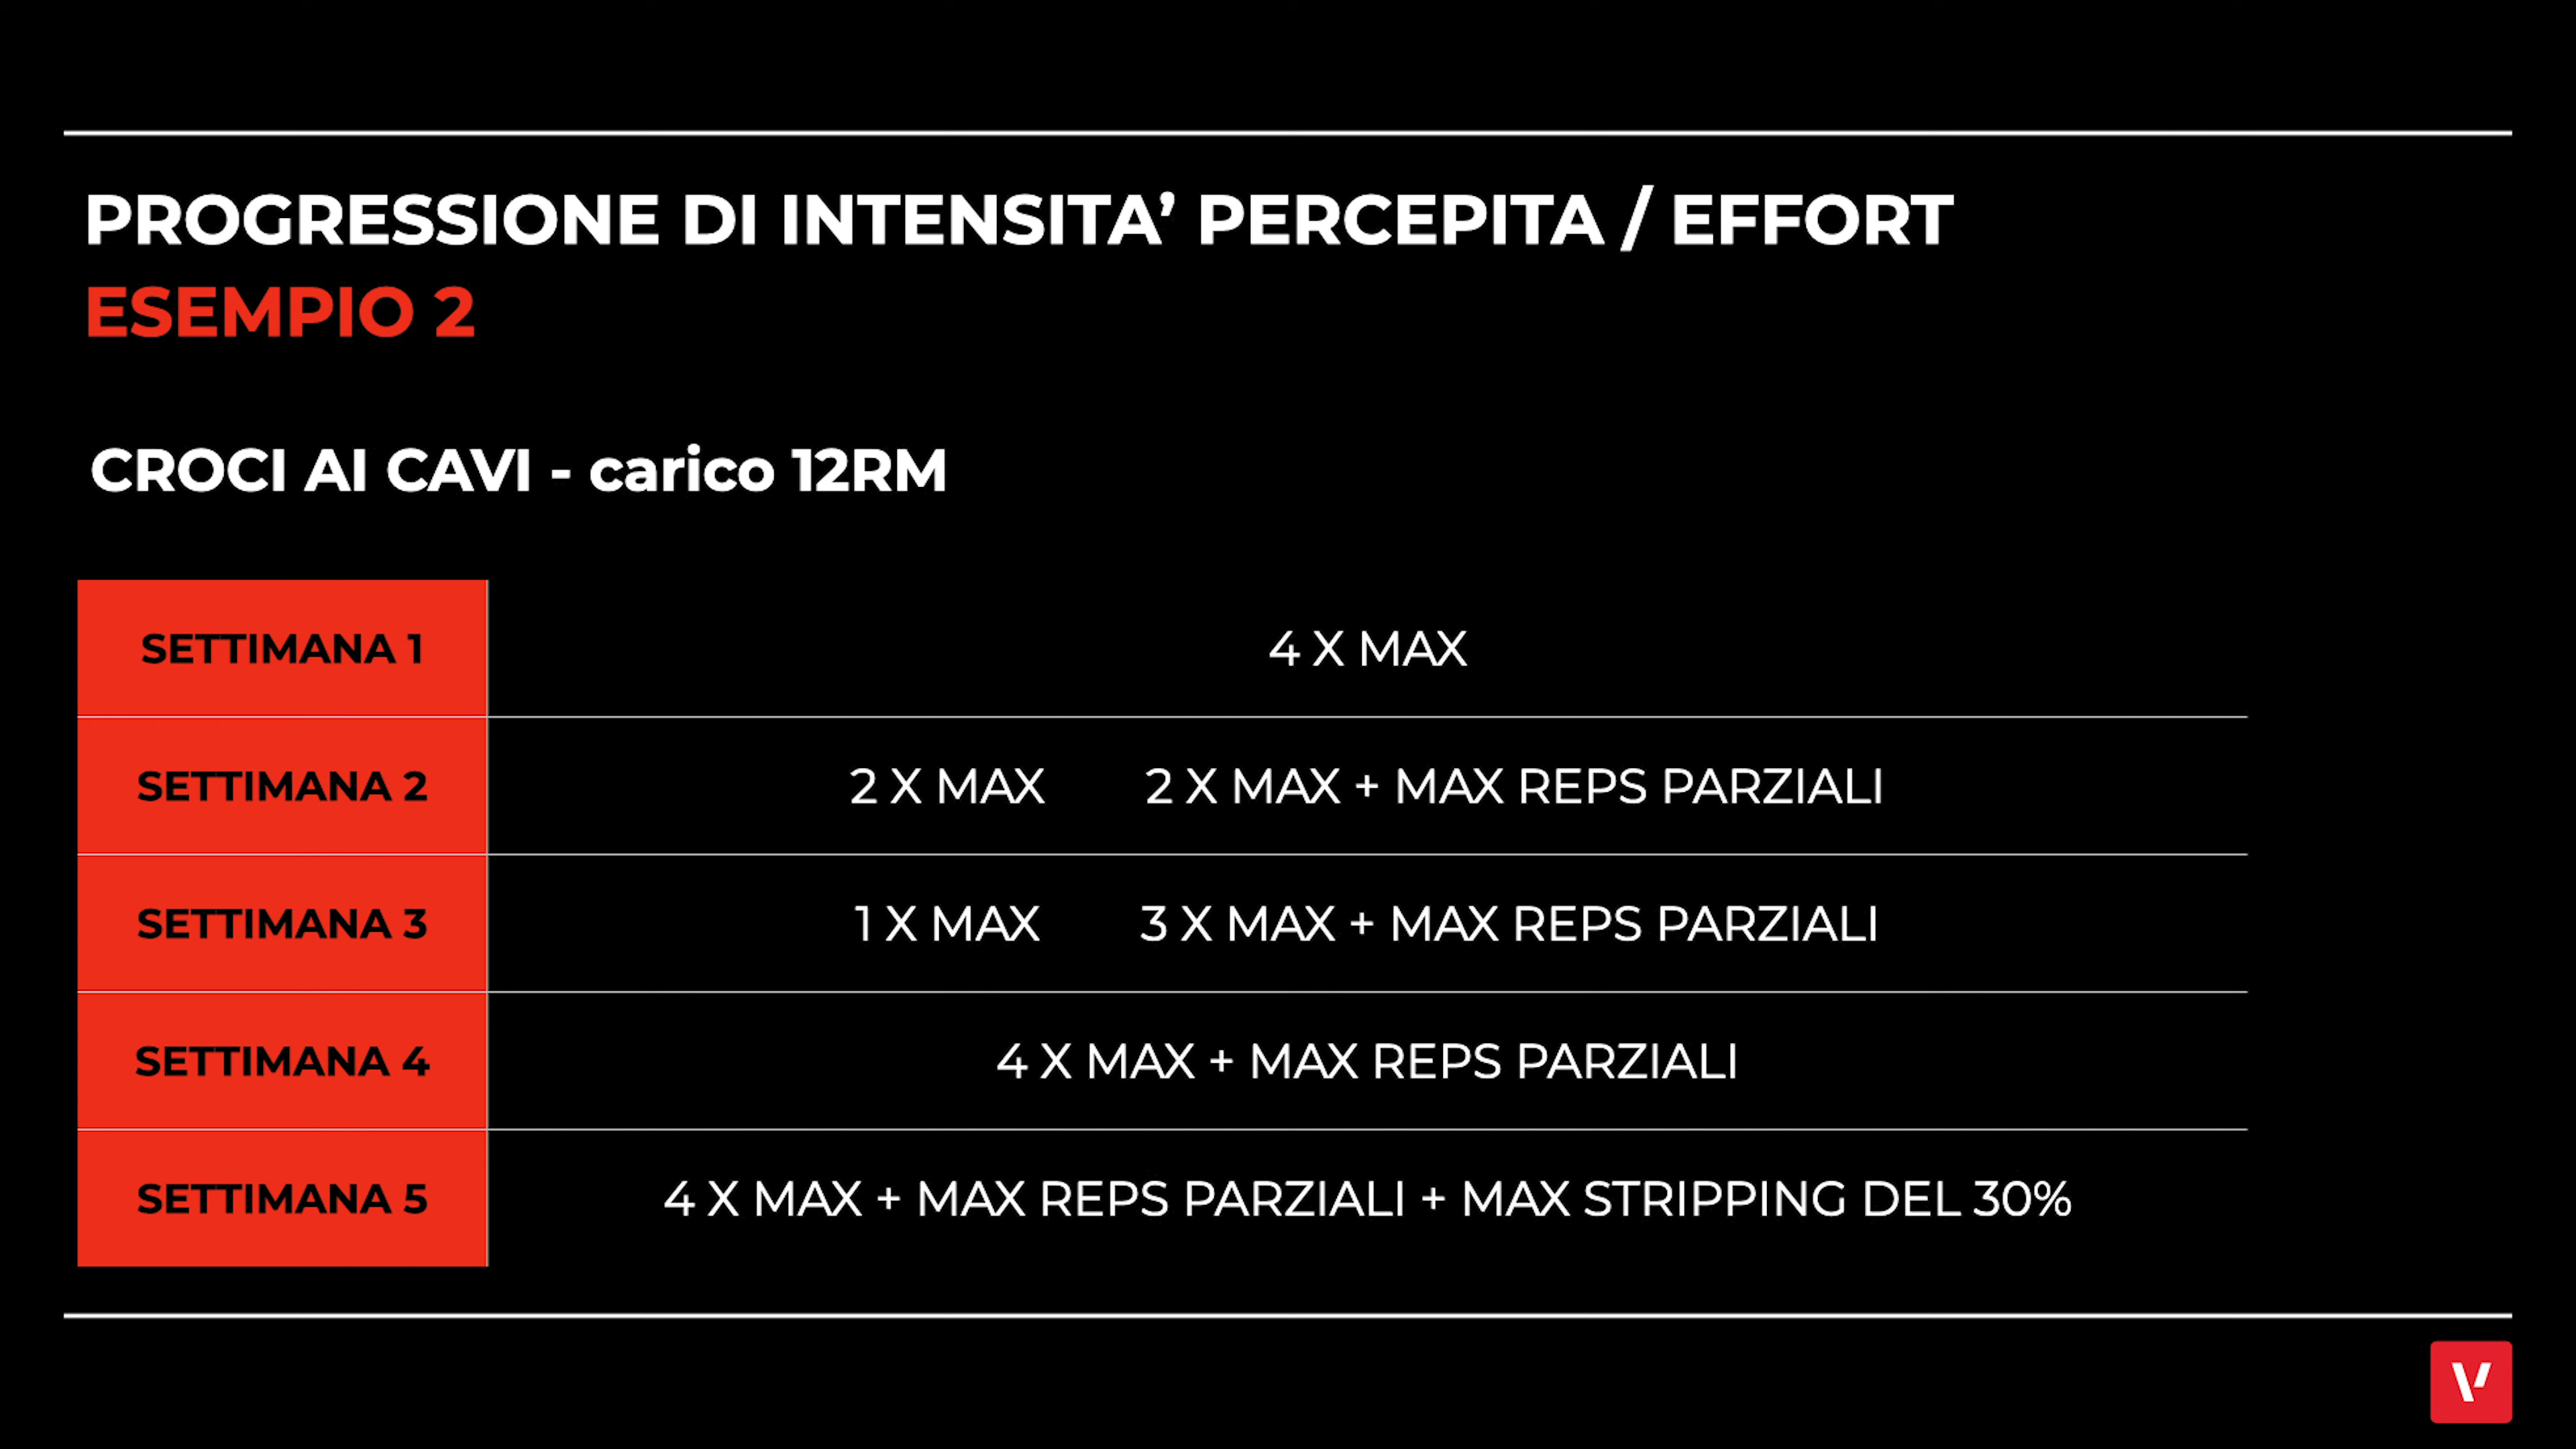 PROGRESSIONE DI INTENSITA’ PERCEPITA / EFFORT
ESEMPIO 2
CROCI AI CAVI - carico 12RM
SETTIMANA 1 4 X MAX
SETTIMANA 2 2 X MAX 2 X MAX + MAX REPS PARZIALI
SETTIMANA 3 1 X MAX 3 X MAX + MAX REPS PARZIALI
SETTIMANA 4 4 X MAX + MAX REPS PARZIALI
SETTIMANA 5 4 X MAX + MAX REPS PARZIALI + MAX STRIPPING DEL 30%